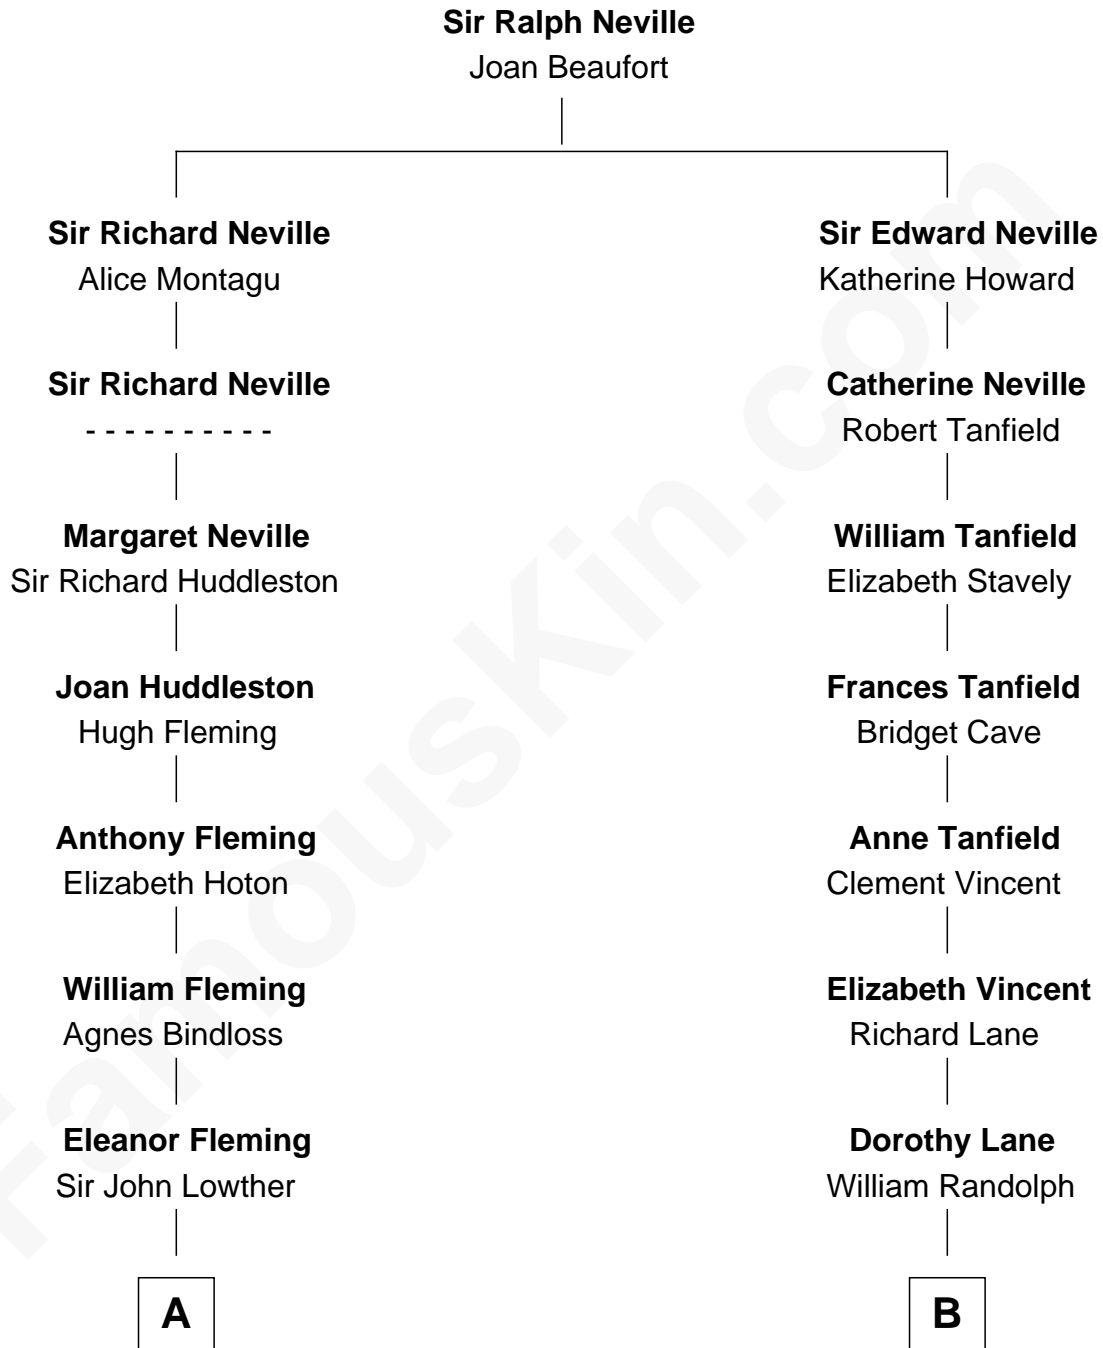 Sir Ralph Neville
Joan Beaufort
Sir Richard Neville
Alice Montagu
Sir Edward Neville
Katherine Howard
Sir Richard Neville
- - - - - - - - - -
Catherine Neville
Robert Tanfield
Margaret Neville
Sir Richard Huddleston
William Tanfield
Elizabeth Stavely
Joan Huddleston
Hugh Fleming
Frances Tanfield
Bridget Cave
Anthony Fleming
Elizabeth Hoton
Anne Tanfield
Clement Vincent
William Fleming
Agnes Bindloss
Elizabeth Vincent
Richard Lane
Eleanor Fleming
Sir John Lowther
Dorothy Lane
William Randolph
A
B
FamousKin.com